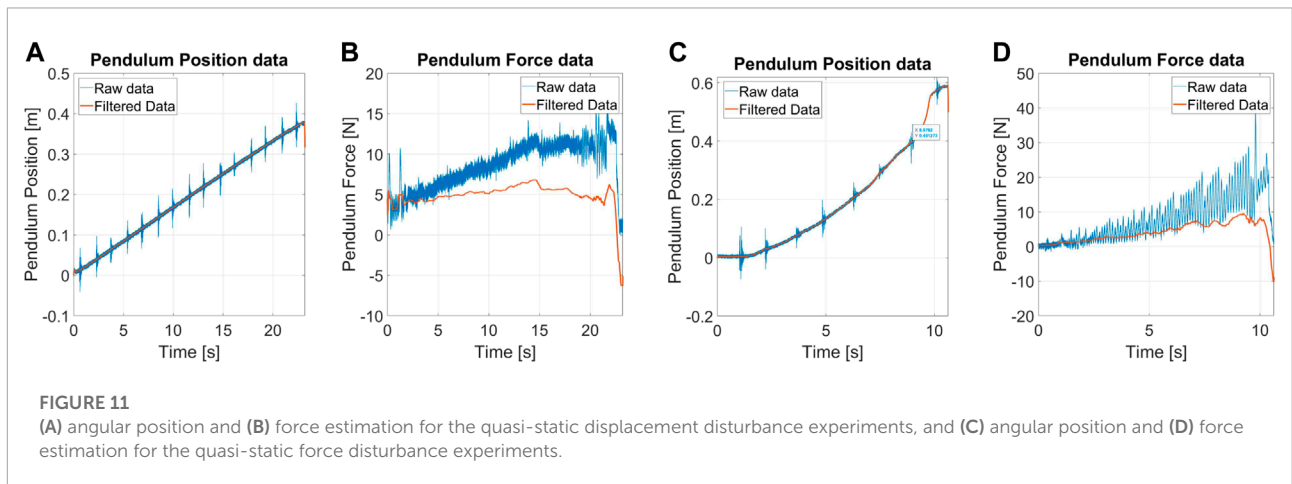 A
Pendulum Position data
0.5
0.4
0.3
0.2
0.1
0
-0.1
Pendulum Position [m]
Raw data
Filtered Data
0 5 10 15 20
Time [s]
B
Pendulum Force data
20
15
10
5
0
-5
-10
Pendulum Force [N]
Raw data
Filtered Data
0 5 10 15 20
Time [s]
C
Pendulum Position data
0.6
0.4
0.2
0
-0.2
Pendulum Position [m]
Raw data
Filtered Data
0 5 10
Time [s]
D
Pendulum Force data
50
40
30
20
10
0
-10
-20
Pendulum Force [N]
Raw data
Filtered Data
0 5 10
Time [s]
FIGURE 11
(A) angular position and (B) force estimation for the quasi-static displacement disturbance experiments, and (C) angular position and (D) force
estimation for the quasi-static force disturbance experiments.